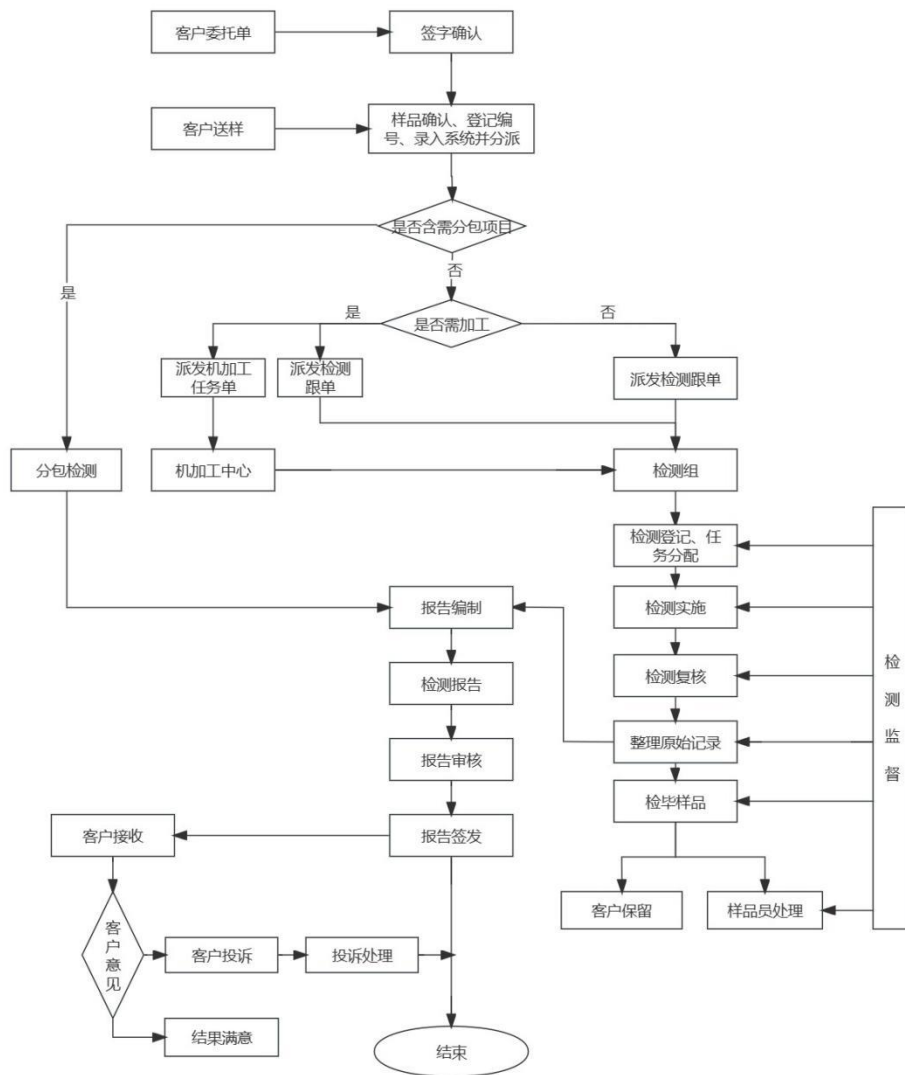 客户委托单
签字确认
客户送样
样品确认、登记编
号、录入系统并分派
是否含需分包项目
是
否
是否需加工
是
否
派发机加工
任务单
派发检测
跟单
派发检测跟单
分包检测
机加工中心
检测组
检测登记、任
务分配
报告编制
检测实施
检测报告
检测复核
检
测
监
督
报告审核
整理原始记录
检毕样品
客户接收
报告签发
客户保留
样品员处理
客
户
意
见
客户投诉
投诉处理
结果满意
结束